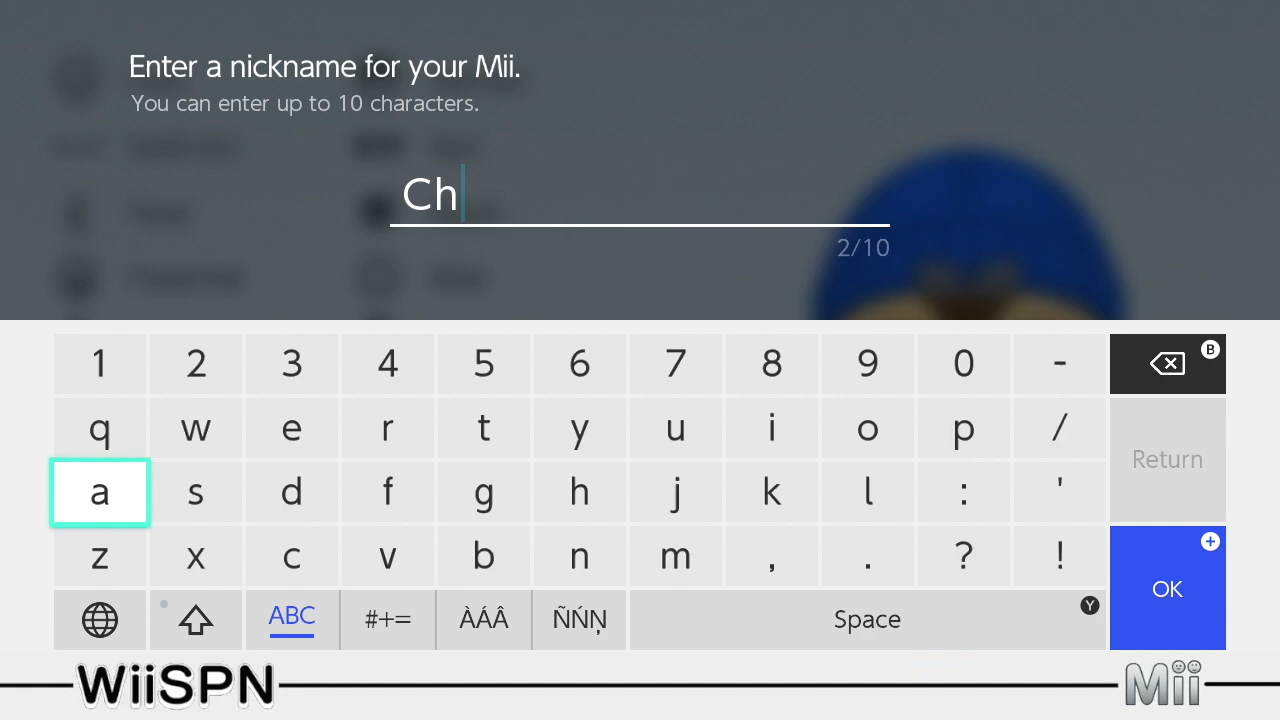 Enter a nickname for your Mii.
You can enter up to 10 characters.
Ch
2/10
1 2 3 4 5 6 7 8 9 0 - B
q w e r t y u i o p / Return
a s d f g h j k l : '
z x c v b n m , . ? ! + OK
ABC #+= ÀÁÂ ÑŃŅ Space Y
WiiSPN Mii